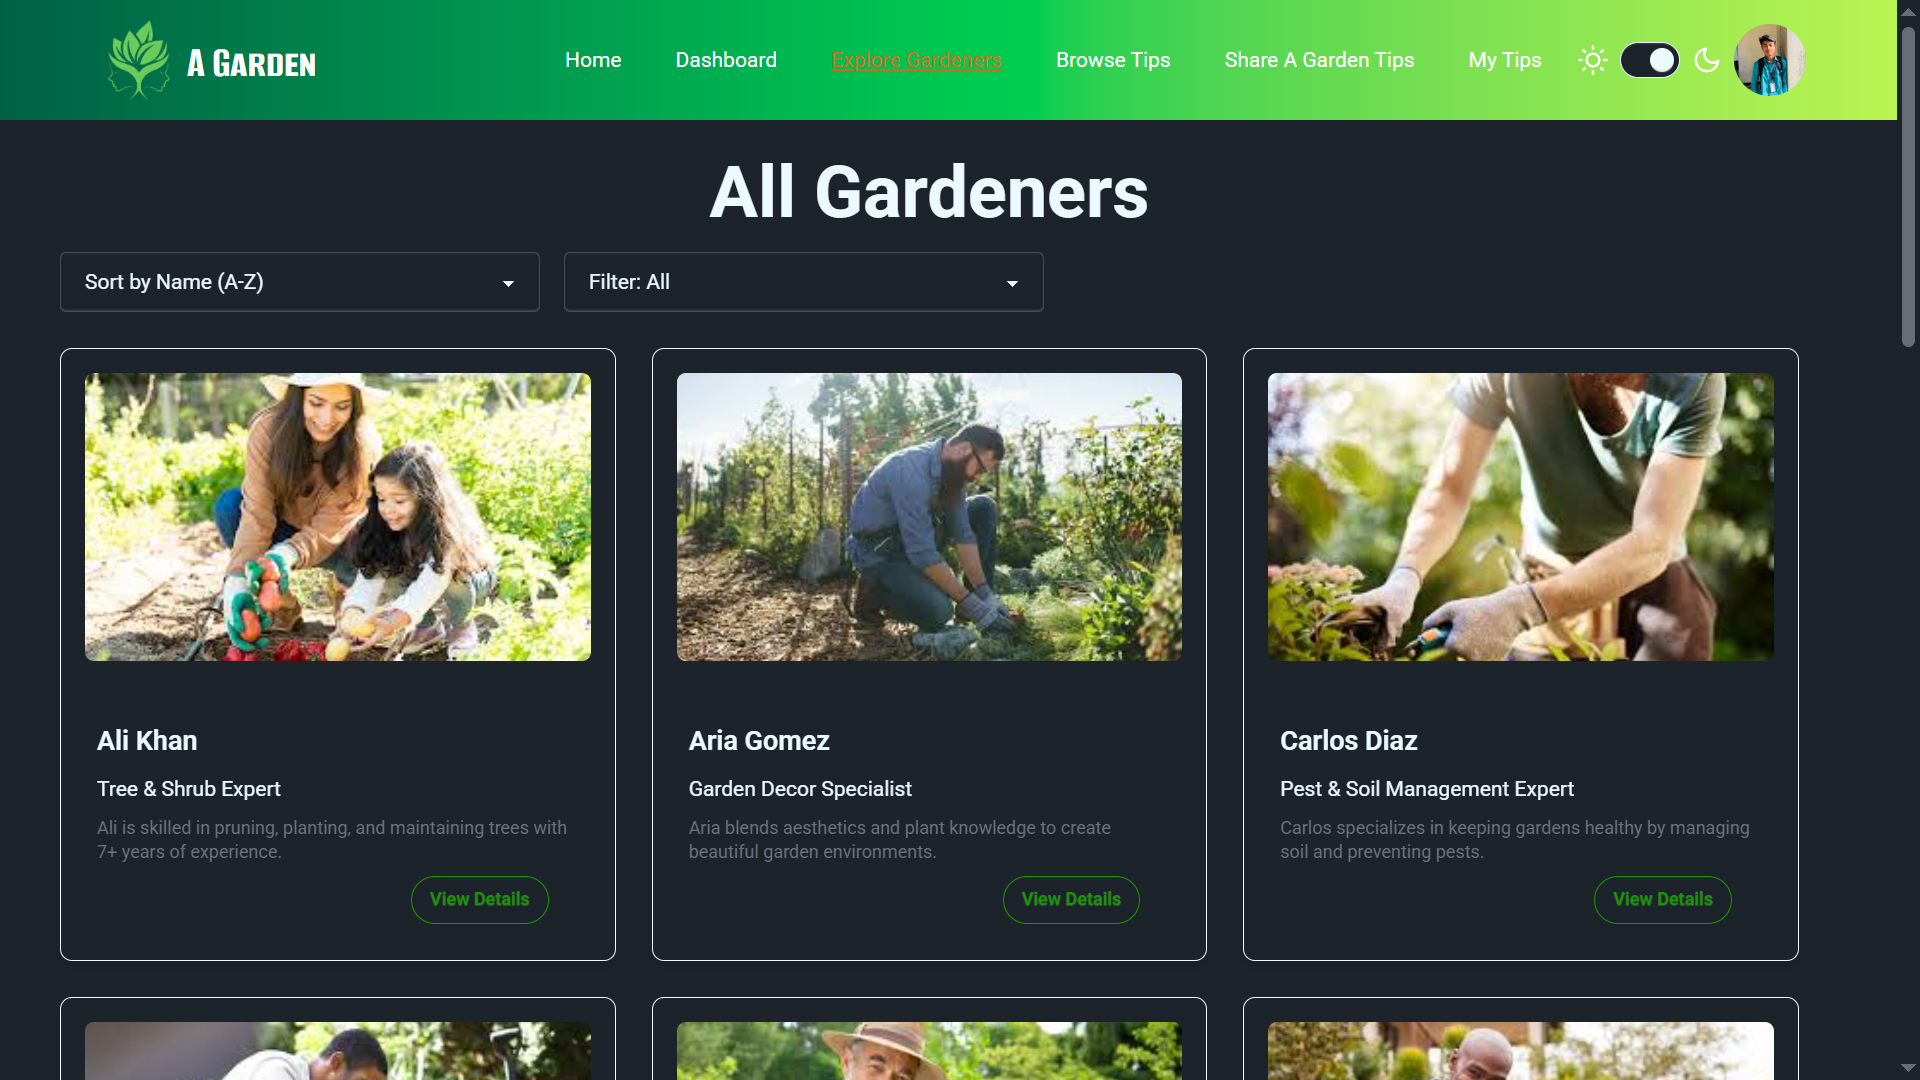 A GARDEN
Home
Dashboard
Explore Gardeners
Browse Tips
Share A Garden Tips
My Tips
All Gardeners
Sort by Name (A-Z)
Filter: All
Ali Khan
Tree & Shrub Expert
Ali is skilled in pruning, planting, and maintaining trees with
7+ years of experience.
View Details
Aria Gomez
Garden Decor Specialist
Aria blends aesthetics and plant knowledge to create
beautiful garden environments.
View Details
Carlos Diaz
Pest & Soil Management Expert
Carlos specializes in keeping gardens healthy by managing
soil and preventing pests.
View Details